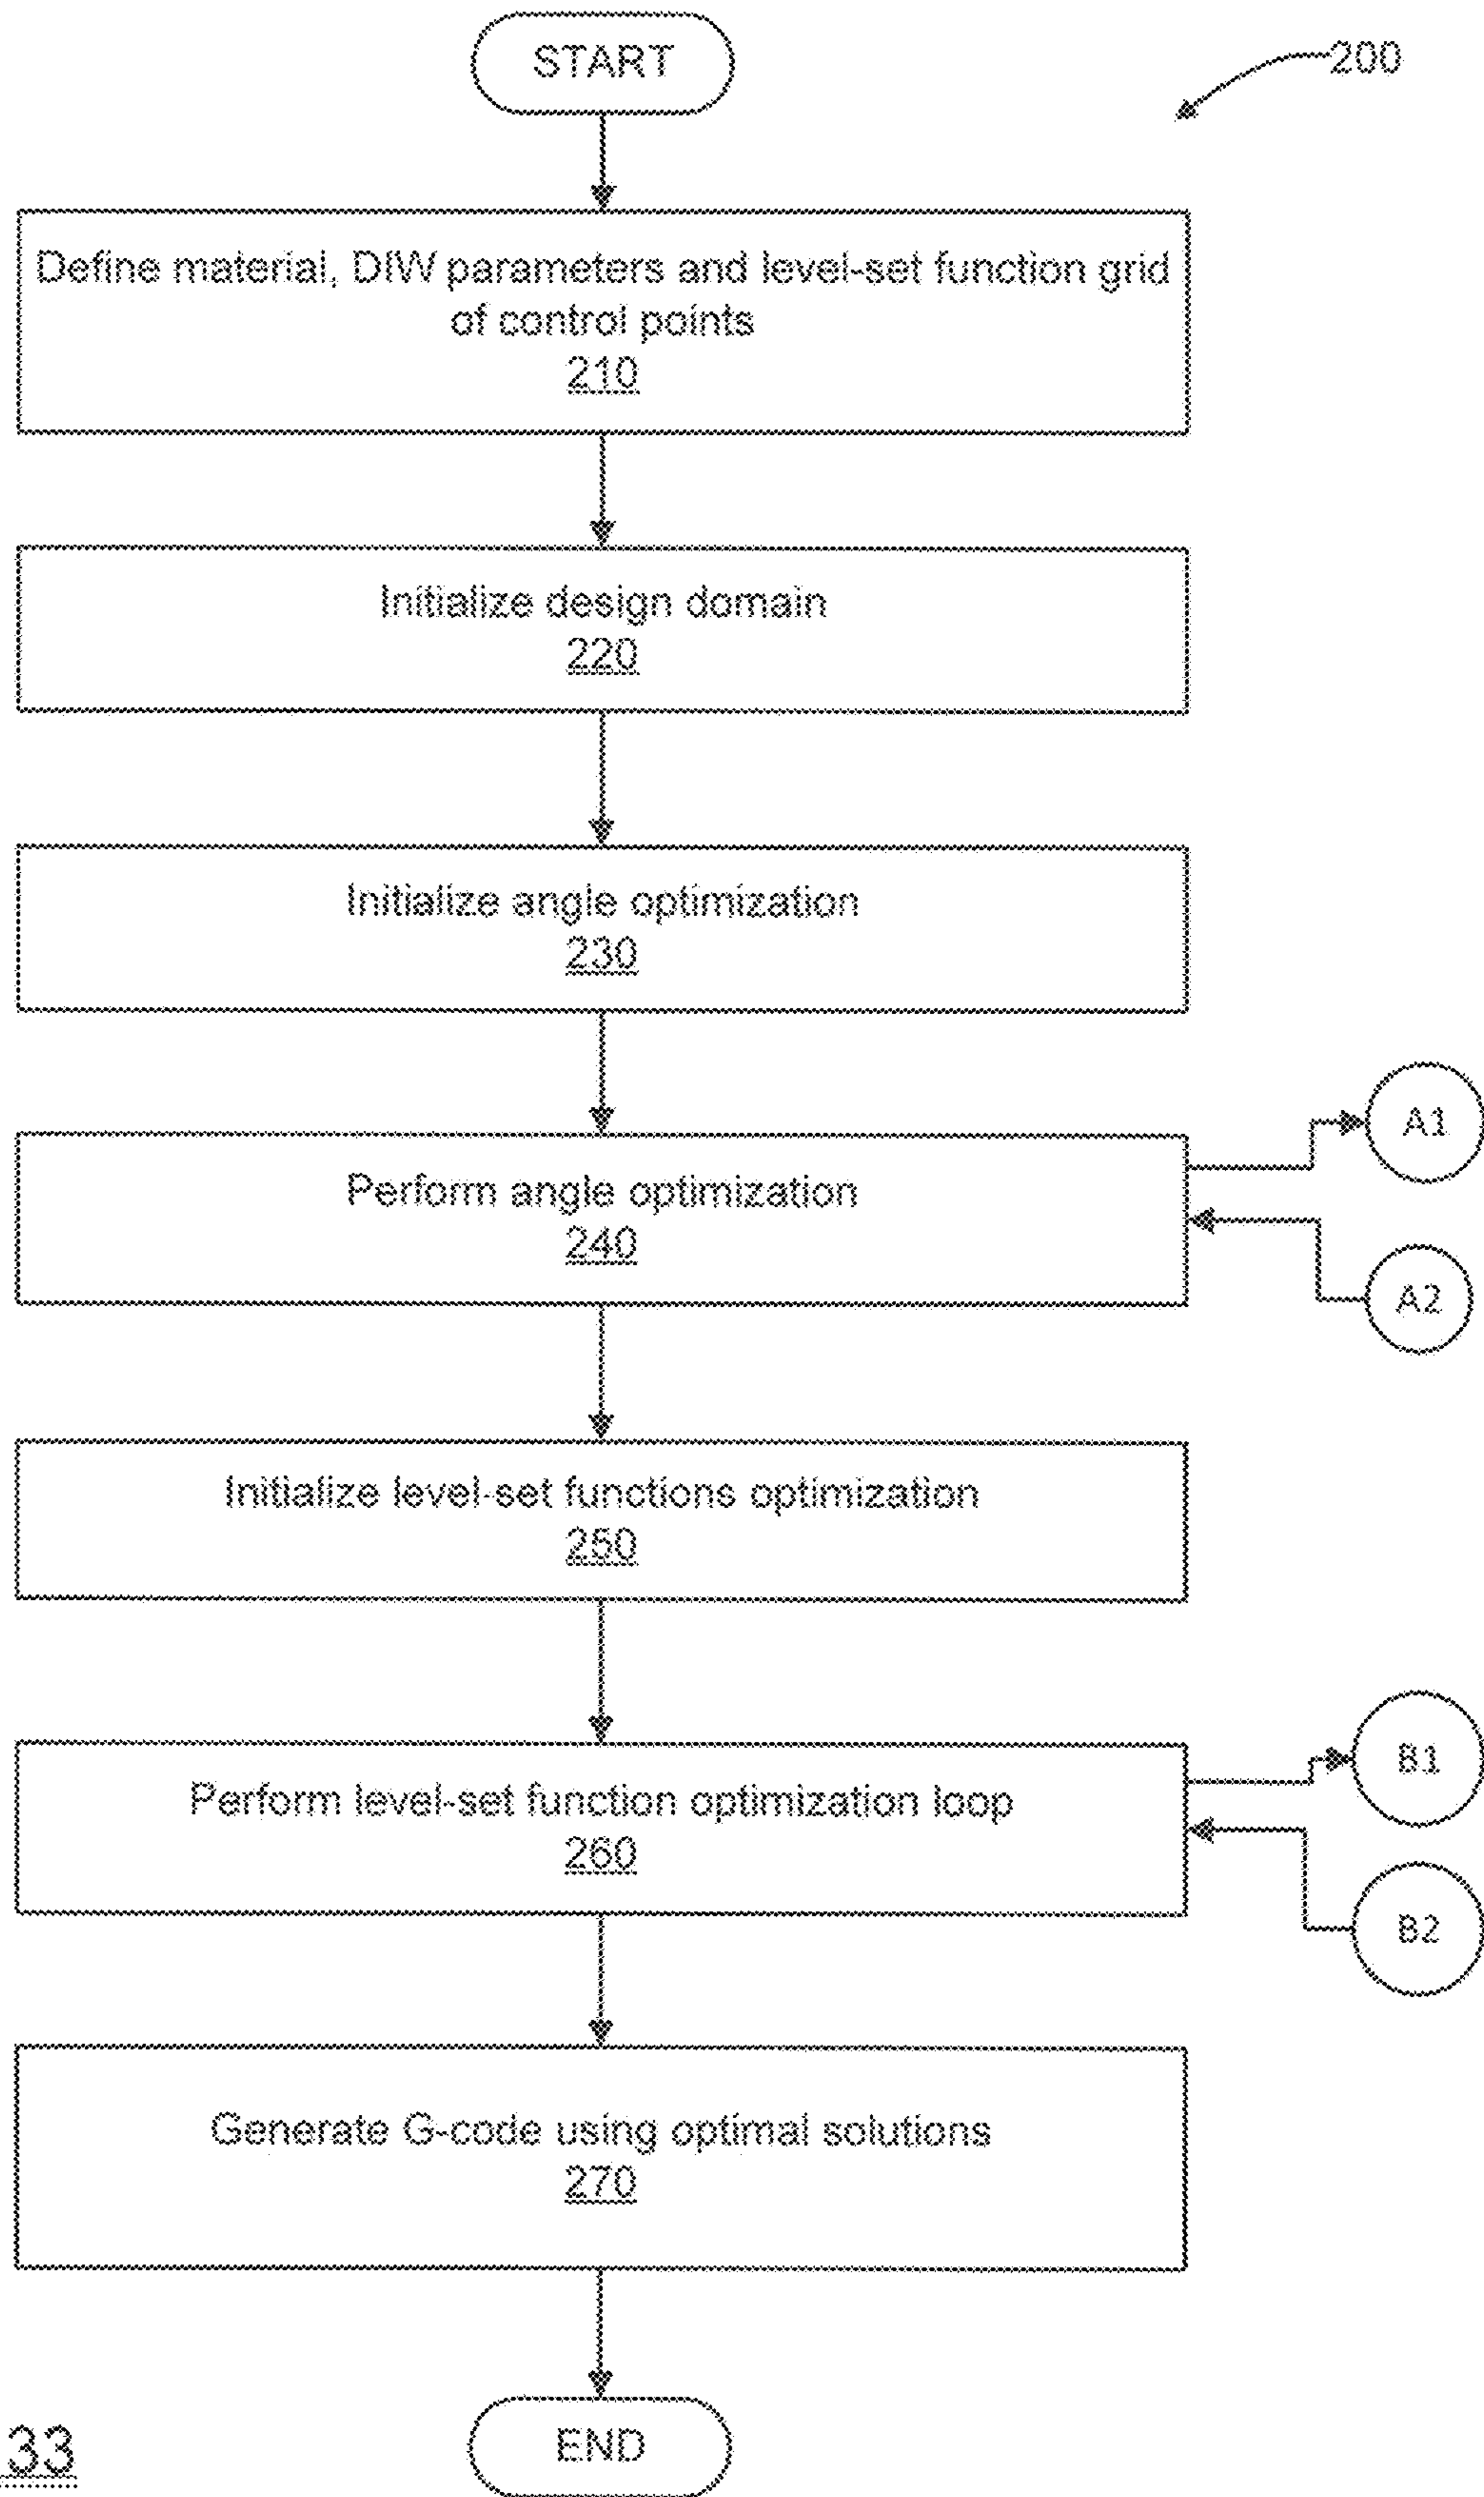 START
200
Define material, DIW parameters and level-set function grid
of control points
210
Initialize design domain
220
Initialize angle optimization
230
Perform angle optimization
240
A1
A2
Initialize level-set functions optimization
250
Perform level-set function optimization loop
260
B1
B2
Generate G-code using optimal solutions
270
END
33